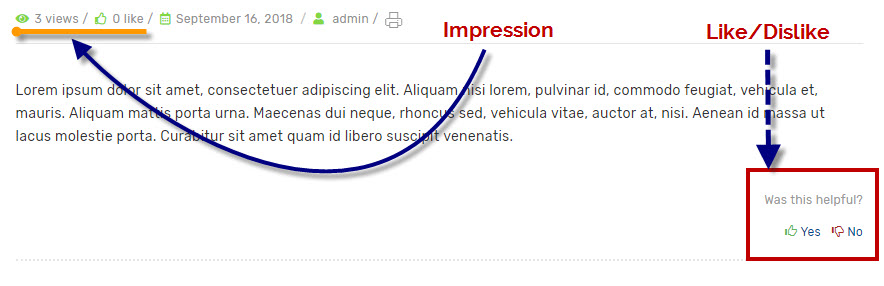 3 views / 0 like / September 16, 2018 / admin /
Impression
Like/Dislike
Lorem ipsum dolor sit amet, consectetuer adipiscing elit. Aliquam nisi lorem, pulvinar id, commodo feugiat, vehicula et,
mauris. Aliquam mattis porta urna. Maecenas dui neque, rhoncus sed, vehicula vitae, auctor at, nisi. Aenean id massa ut
lacus molestie porta. Curabitur sit amet quam id libero suscipit venenatis.
Was this helpful?
Yes No